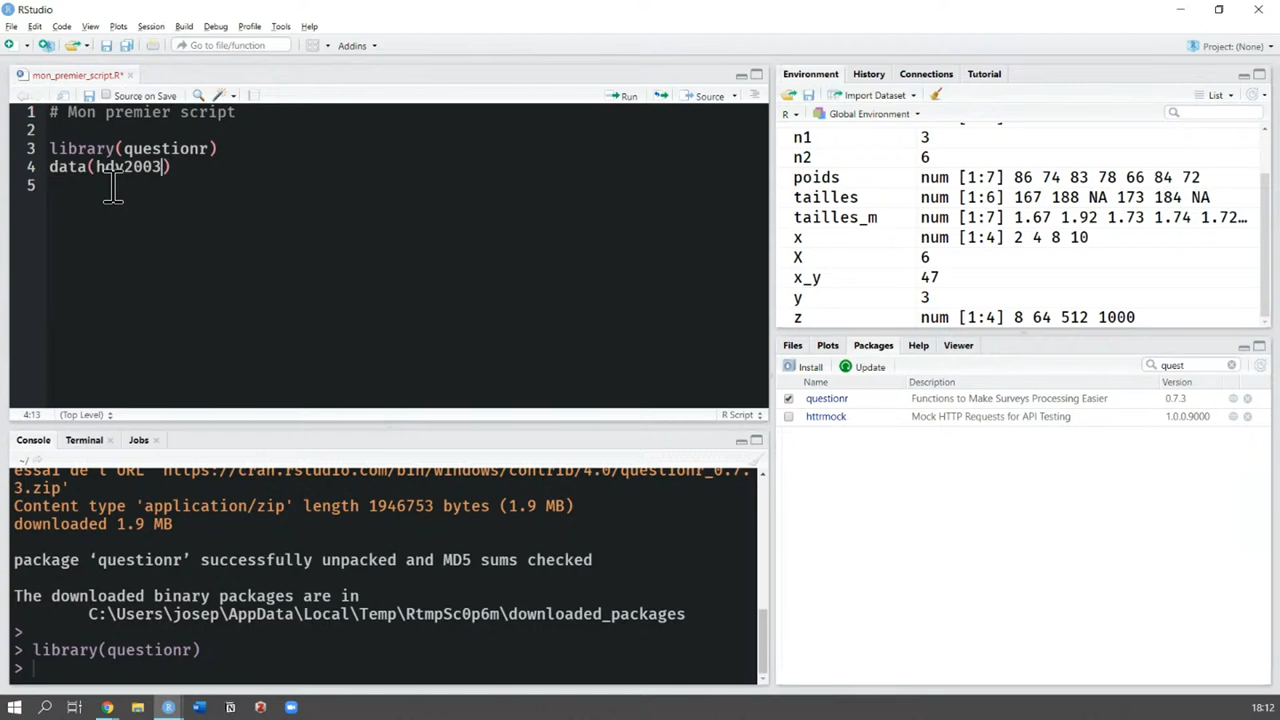 RStudio
File Edit Code View Plots Session Build Debug Profile Tools Help
Go to file/function Addins Project: (None)
mon_premier_script.R*
Source on Save Run Source
1 # Mon premier script
2
3 library(questionr)
4 data(hdv2003)
5
4:13 (Top Level) R Script
Console Terminal Jobs
~/
essai de l'URL 'https://cran.rstudio.com/bin/windows/contrib/4.0/questionr_0.7.
3.zip'
Content type 'application/zip' length 1946753 bytes (1.9 MB)
downloaded 1.9 MB
package ‘questionr’ successfully unpacked and MD5 sums checked
The downloaded binary packages are in
C:\Users\josep\AppData\Local\Temp\RtmpSc0p6m\downloaded_packages
>
> library(questionr)
>
Environment History Connections Tutorial
Import Dataset List
R Global Environment
n1 3
n2 6
poids num [1:7] 86 74 83 78 66 84 72
tailles num [1:6] 167 188 NA 173 184 NA
tailles_m num [1:7] 1.67 1.92 1.73 1.74 1.72…
x num [1:4] 2 4 8 10
X 6
x_y 47
y 3
z num [1:4] 8 64 512 1000
Files Plots Packages Help Viewer
Install Update quest
Name Description Version
questionr Functions to Make Surveys Processing Easier 0.7.3
httrmock Mock HTTP Requests for API Testing 1.0.0.9000
18:12